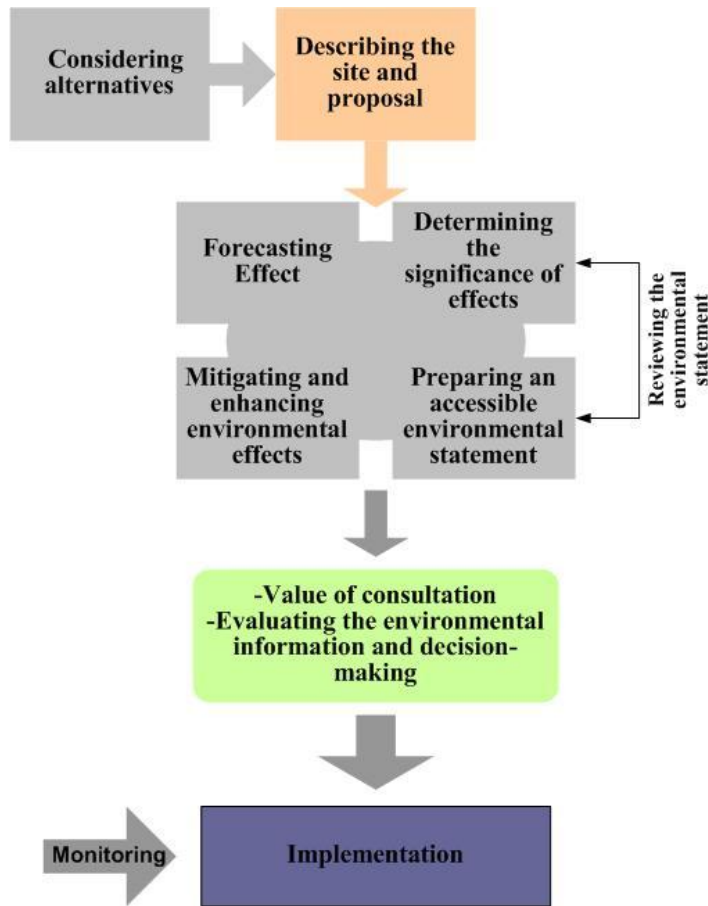 Considering
alternatives
Describing the
site and
proposal
Forecasting
Effect
Determining
the
significance of
effects
Mitigating and
enhancing
environmental
effects
Preparing an
accessible
environmental
statement
Reviewing the
environmental
statement
-Value of consultation
-Evaluating the environmental
information and decision-
making
Monitoring
Implementation